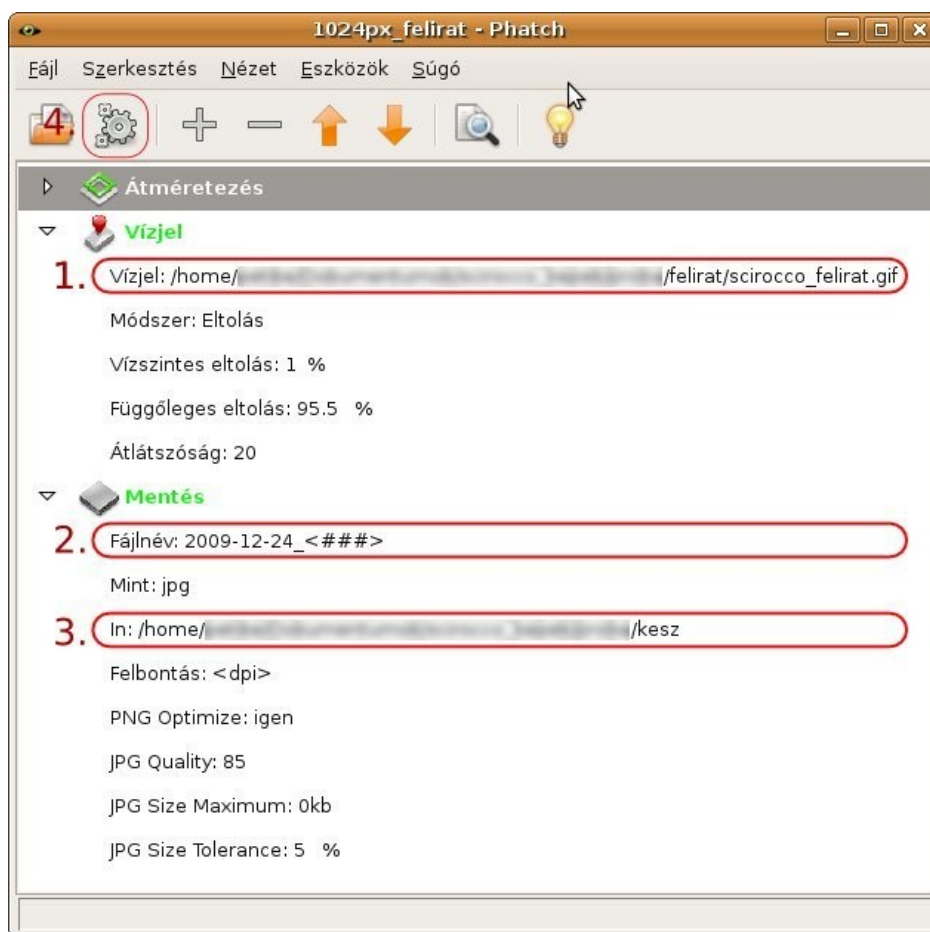 1024px_felirat - Phatch
Fájl Szerkesztés Nézet Eszközök Súgó
4.
Átméretezés
Vízjel
1. Vízjel: /home/ /felirat/scirocco_felirat.gif
Módszer: Eltolás
Vízszintes eltolás: 1 %
Függőleges eltolás: 95.5 %
Átlátszóság: 20
Mentés
2. Fájlnév: 2009-12-24_<###>
Mint: jpg
3. In: /home/ /kesz
Felbontás: <dpi>
PNG Optimize: igen
JPG Quality: 85
JPG Size Maximum: 0kb
JPG Size Tolerance: 5 %